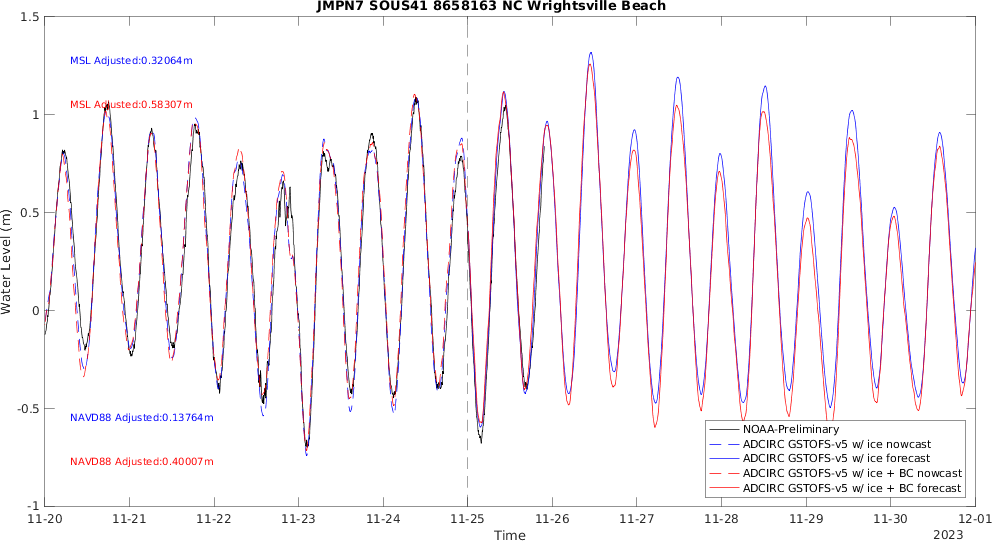 JMPN7 SOUS41 8658163 NC Wrightsville Beach
1.5
1
0.5
0
-0.5
-1
Water Level (m)
MSL Adjusted:0.32064m
MSL Adjusted:0.58307m
NAVD88 Adjusted:0.13764m
NAVD88 Adjusted:0.40007m
NOAA-Preliminary
ADCIRC GSTOFS-v5 w/ ice nowcast
ADCIRC GSTOFS-v5 w/ ice forecast
ADCIRC GSTOFS-v5 w/ ice + BC nowcast
ADCIRC GSTOFS-v5 w/ ice + BC forecast
11-20 11-21 11-22 11-23 11-24 11-25 11-26 11-27 11-28 11-29 11-30 12-01
Time
2023